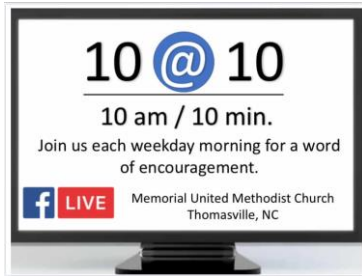 10 @ 10
10 am / 10 min.
Join us each weekday morning for a word
of encouragement.
f LIVE
Memorial United Methodist Church
Thomasville, NC